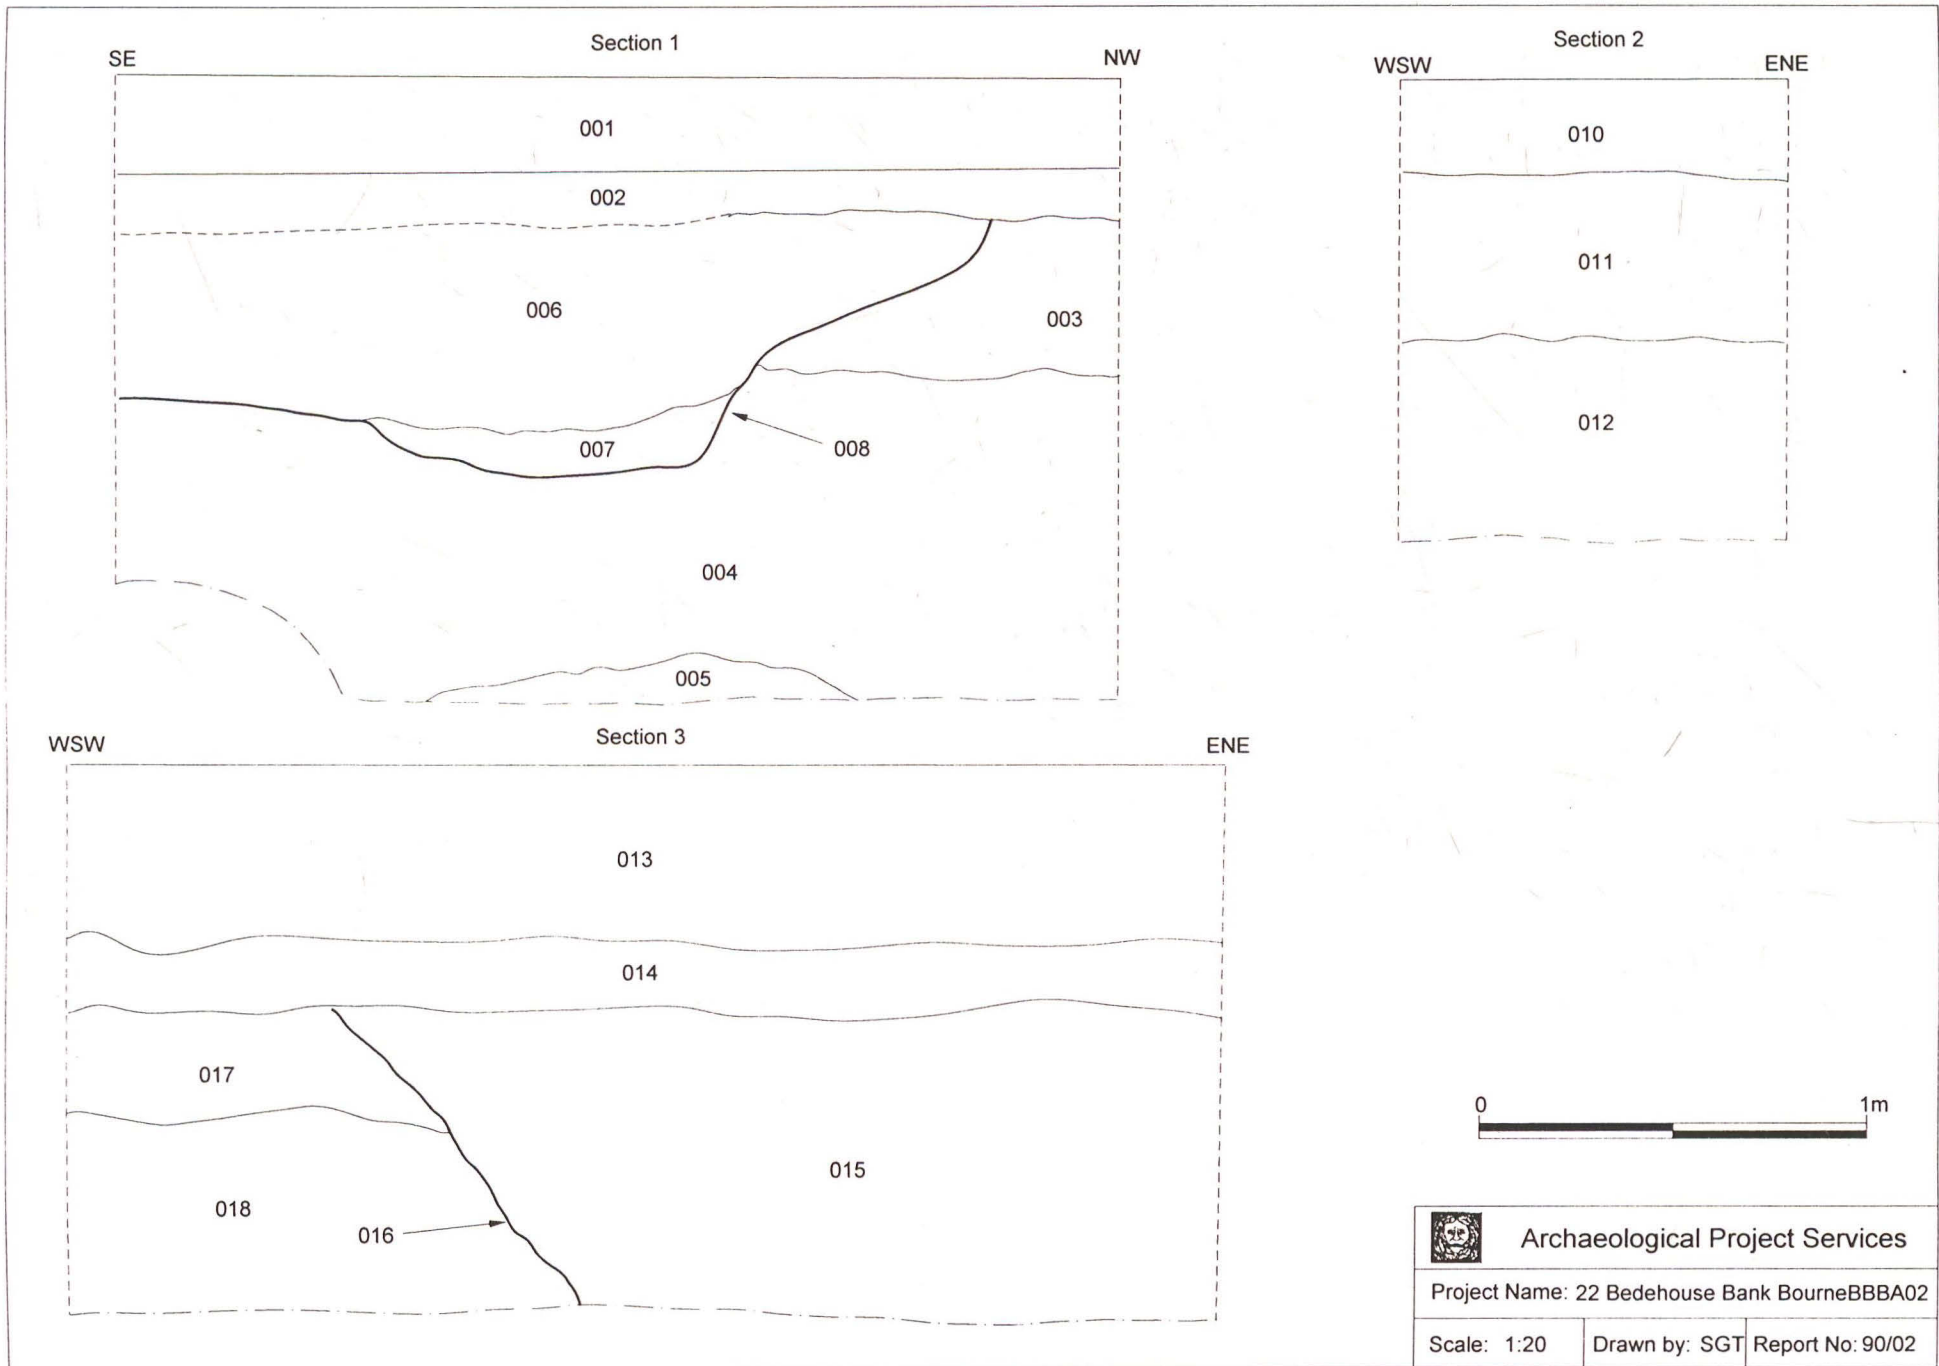 Section 1
SE NW
001
002
006
003
007
008
004
005
Section 2
WSW ENE
010
011
012
Section 3
WSW ENE
013
014
017
015
018
016
0 1m
Archaeological Project Services
Project Name: 22 Bedehouse Bank BourneBBBA02
Scale: 1:20 Drawn by: SGT Report No: 90/02